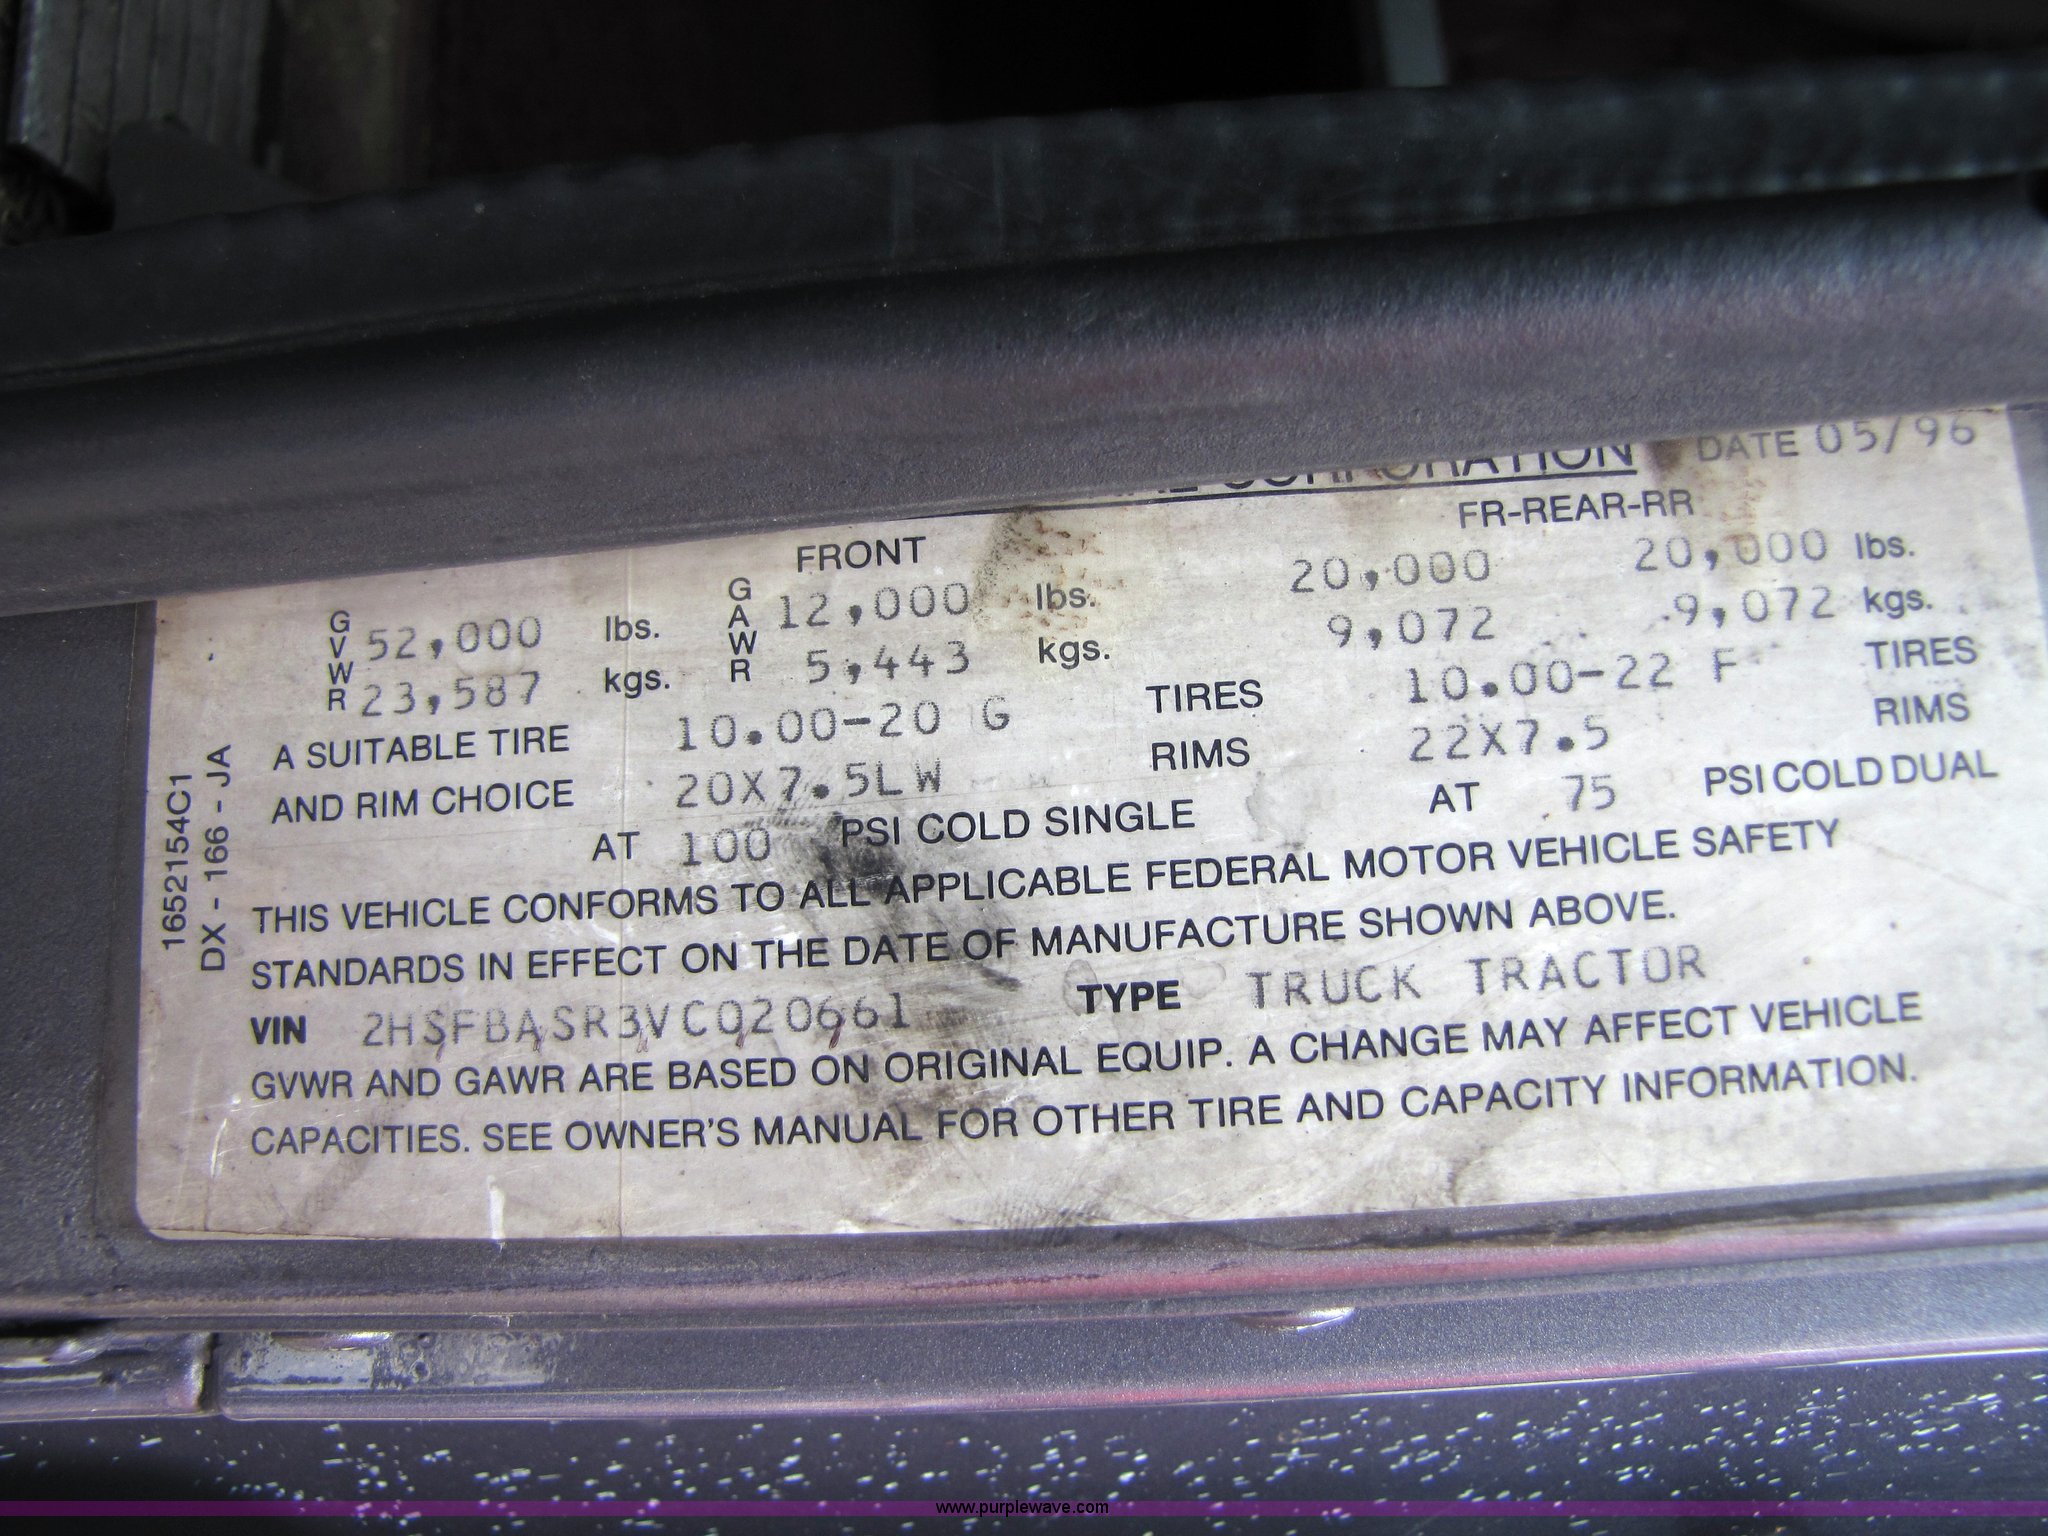 CORPORATION DATE 05/96
FRONT FR-REAR-RR
GVWR 52,000 lbs. GAWR 12,000 lbs. 20,000 20,000 lbs.
23,587 kgs. 5,443 kgs. 9,072 9,072 kgs.
A SUITABLE TIRE 10.00-20 G TIRES 10.00-22 F TIRES
AND RIM CHOICE 20X7.5LW RIMS 22X7.5 RIMS
AT 100 PSI COLD SINGLE AT 75 PSI COLD DUAL
THIS VEHICLE CONFORMS TO ALL APPLICABLE FEDERAL MOTOR VEHICLE SAFETY
STANDARDS IN EFFECT ON THE DATE OF MANUFACTURE SHOWN ABOVE.
VIN 2HSFBASR3VC020661 TYPE TRUCK TRACTOR
GVWR AND GAWR ARE BASED ON ORIGINAL EQUIP. A CHANGE MAY AFFECT VEHICLE
CAPACITIES. SEE OWNER'S MANUAL FOR OTHER TIRE AND CAPACITY INFORMATION.
1652154C1
DX - 166 - JA
www.purplewave.com